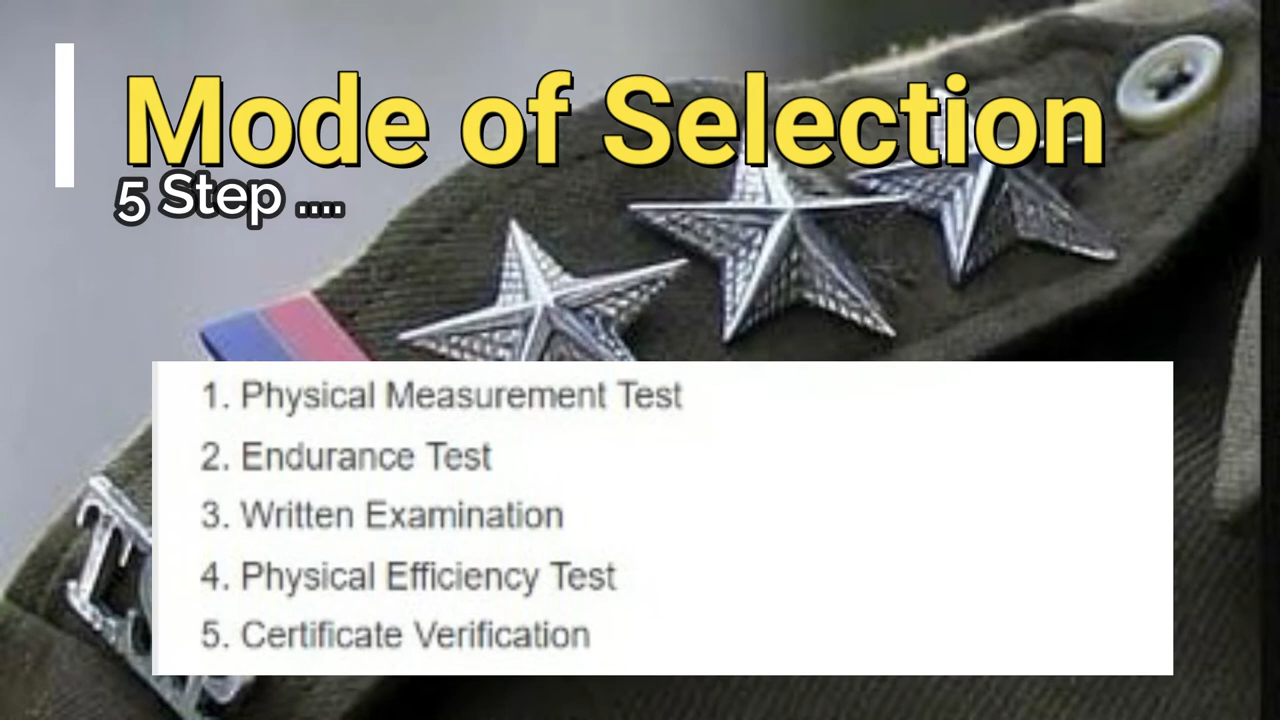 Mode of Selection
5 Step ....
1. Physical Measurement Test
2. Endurance Test
3. Written Examination
4. Physical Efficiency Test
5. Certificate Verification